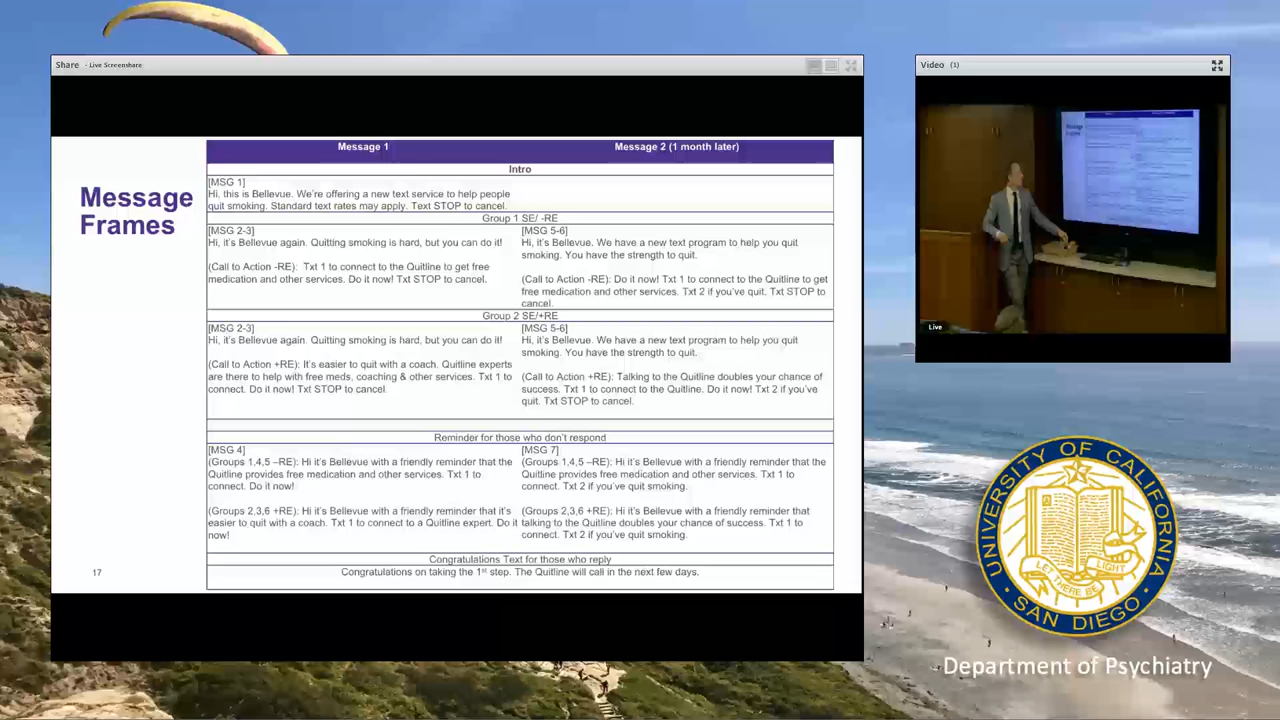 Share - Live Screenshare
Video (1)
Message
Frames
Message 1
Message 2 (1 month later)
Intro
[MSG 1]
Hi, this is Bellevue. We're offering a new text service to help people
quit smoking. Standard text rates may apply. Text STOP to cancel.
Group 1 SE/ -RE
[MSG 2-3]
Hi, it's Bellevue again. Quitting smoking is hard, but you can do it!
(Call to Action -RE): Txt 1 to connect to the Quitline to get free
medication and other services. Do it now! Txt STOP to cancel.
[MSG 5-6]
Hi, it's Bellevue. We have a new text program to help you quit
smoking. You have the strength to quit.
(Call to Action -RE): Do it now! Txt 1 to connect to the Quitline to get
free medication and other services. Txt 2 if you've quit. Txt STOP to
cancel.
Group 2 SE/+RE
[MSG 2-3]
Hi, it's Bellevue again. Quitting smoking is hard, but you can do it!
(Call to Action +RE): It's easier to quit with a coach. Quitline experts
are there to help with free meds, coaching & other services. Txt 1 to
connect. Do it now! Txt STOP to cancel.
[MSG 5-6]
Hi, it's Bellevue. We have a new text program to help you quit
smoking. You have the strength to quit.
(Call to Action +RE): Talking to the Quitline doubles your chance of
success. Txt 1 to connect to the Quitline. Do it now! Txt 2 if you've
quit. Txt STOP to cancel.
Reminder for those who don't respond
[MSG 4]
(Groups 1,4,5 –RE): Hi it's Bellevue with a friendly reminder that the
Quitline provides free medication and other services. Txt 1 to
connect. Do it now!
(Groups 2,3,6 +RE): Hi it's Bellevue with a friendly reminder that it's
easier to quit with a coach. Txt 1 to connect to a Quitline expert. Do it
now!
[MSG 7]
(Groups 1,4,5 –RE): Hi it's Bellevue with a friendly reminder that the
Quitline provides free medication and other services. Txt 1 to
connect. Txt 2 if you've quit smoking.
(Groups 2,3,6 +RE): Hi it's Bellevue with a friendly reminder that
talking to the Quitline doubles your chance of success. Txt 1 to
connect. Txt 2 if you've quit smoking.
Congratulations Text for those who reply
Congratulations on taking the 1st step. The Quitline will call in the next few days.
17
Live
UNIVERSITY OF CALIFORNIA
LET THERE BE LIGHT
SAN DIEGO
Department of Psychiatry